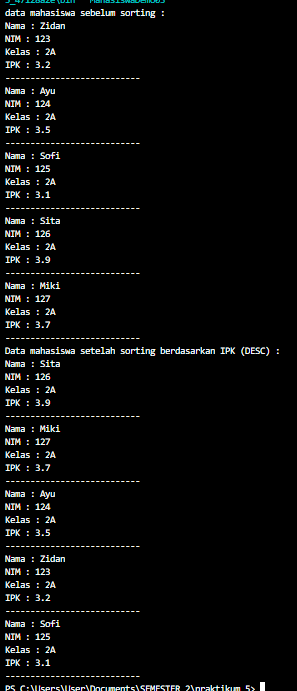 data mahasiswa sebelum sorting :
Nama : Zidan
NIM : 123
Kelas : 2A
IPK : 3.2
---------------------------
Nama : Ayu
NIM : 124
Kelas : 2A
IPK : 3.5
---------------------------
Nama : Sofi
NIM : 125
Kelas : 2A
IPK : 3.1
---------------------------
Nama : Sita
NIM : 126
Kelas : 2A
IPK : 3.9
---------------------------
Nama : Miki
NIM : 127
Kelas : 2A
IPK : 3.7
---------------------------
Data mahasiswa setelah sorting berdasarkan IPK (DESC) :
Nama : Sita
NIM : 126
Kelas : 2A
IPK : 3.9
---------------------------
Nama : Miki
NIM : 127
Kelas : 2A
IPK : 3.7
---------------------------
Nama : Ayu
NIM : 124
Kelas : 2A
IPK : 3.5
---------------------------
Nama : Zidan
NIM : 123
Kelas : 2A
IPK : 3.2
---------------------------
Nama : Sofi
NIM : 125
Kelas : 2A
IPK : 3.1
---------------------------
PS C:\Users\User\Documents\SEMESTER 2\praktikum 5>